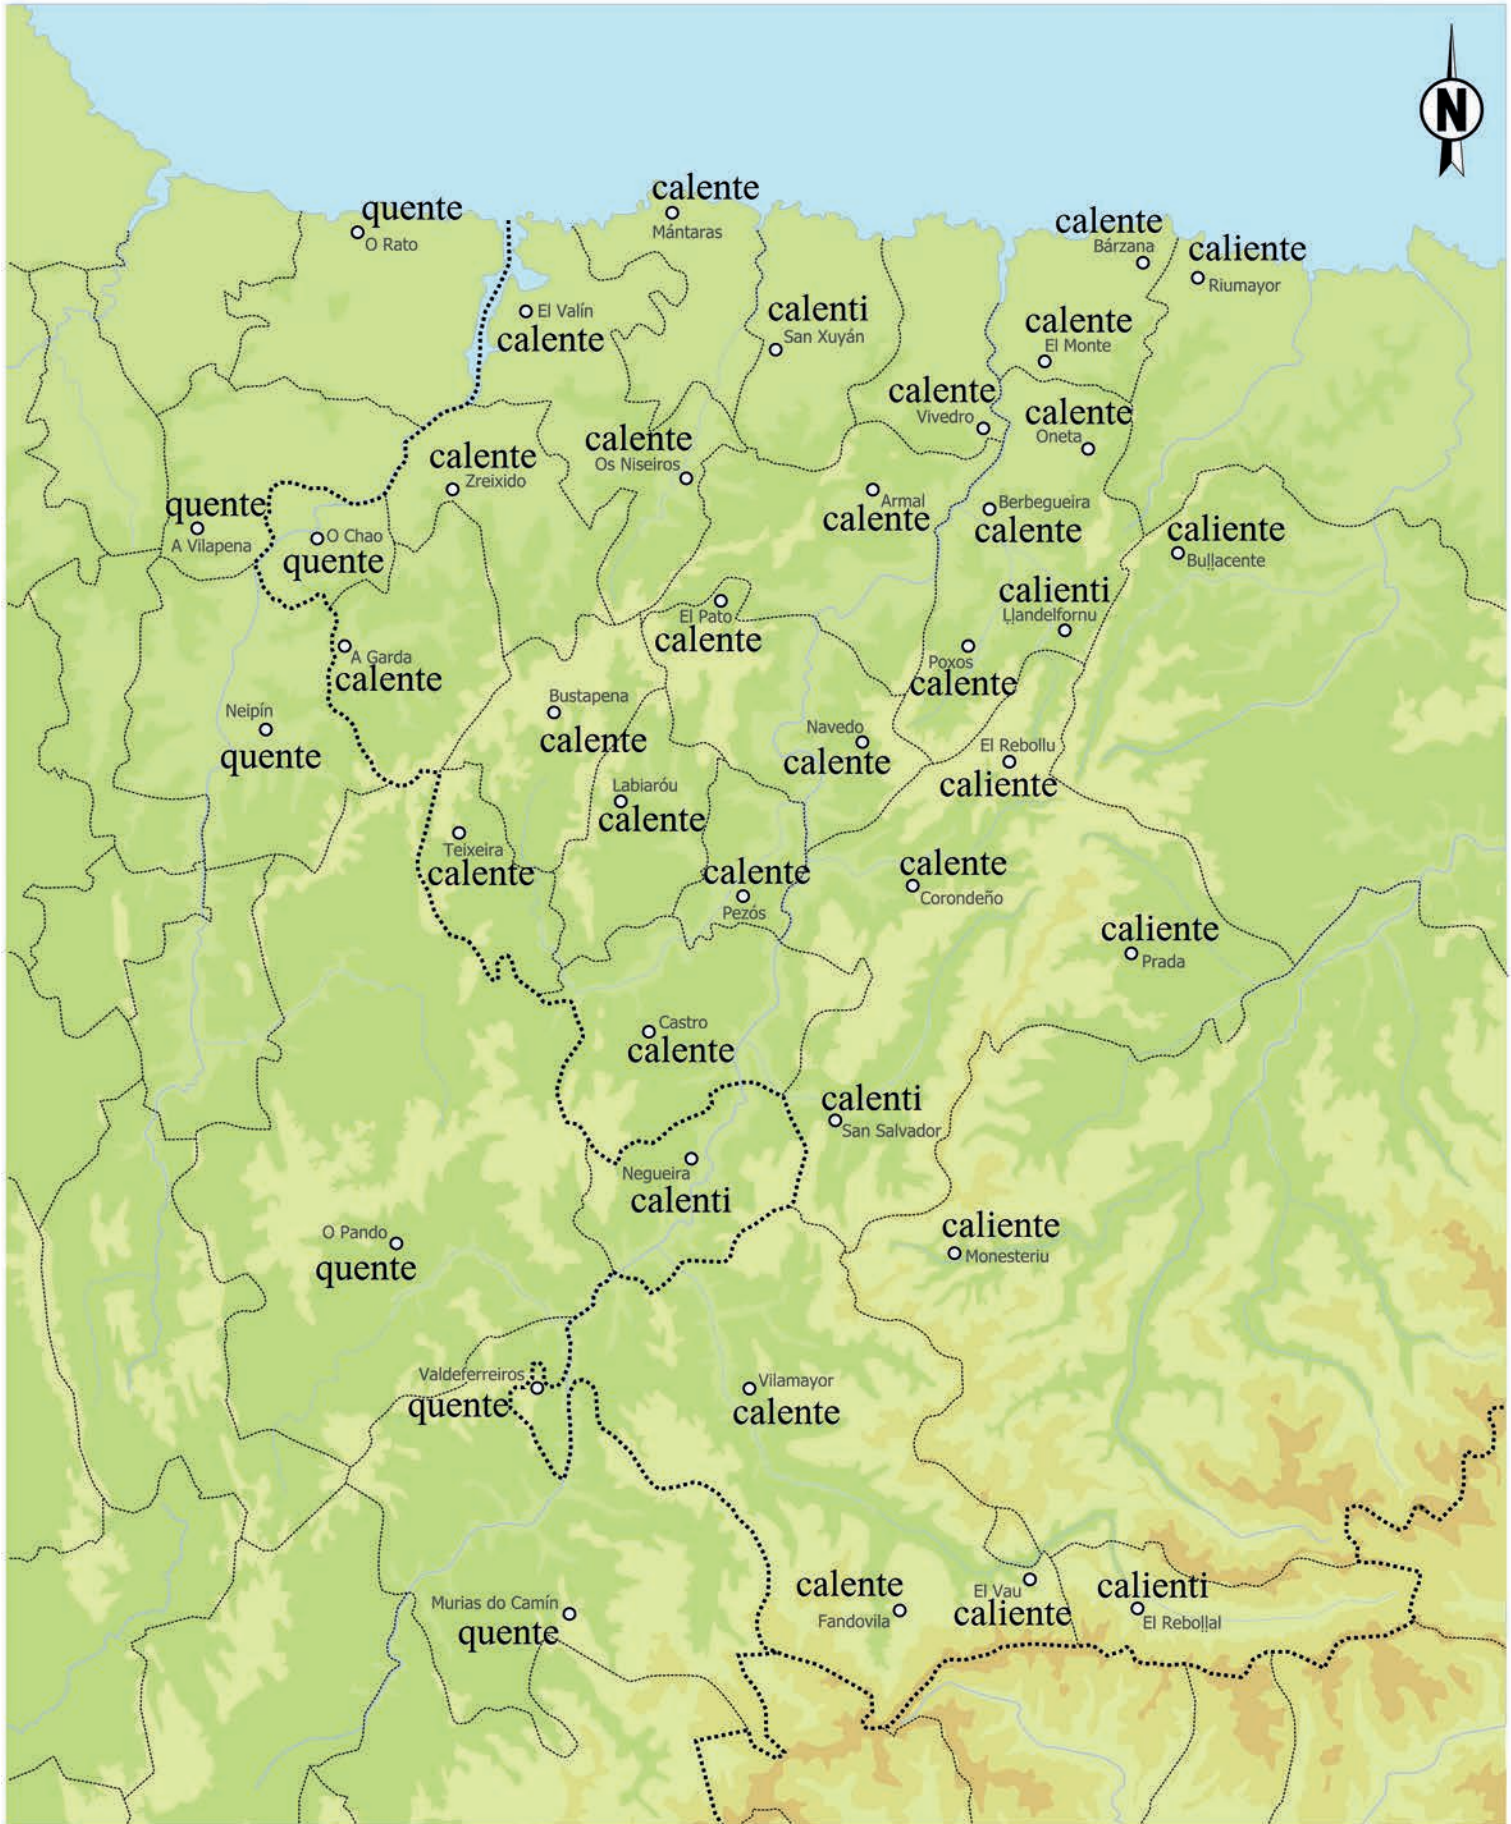 N
calente
Mántaras
quente
O Rato
calente
Bárzana
caliente
Riumayor
El Valín
calente
calenti
San Xuyán
calente
El Monte
calente
Vivedro
calente
Oneta
calente
Os Niseiros
calente
Zreixido
quente
A Vilapena
O Chao
quente
Armal
calente
Berbegueira
calente
caliente
Buḷḷacente
calienti
Ḷḷandelfornu
El Pato
calente
A Garda
calente
Poxos
calente
Bustapena
calente
Neipín
quente
Navedo
calente
El Rebollu
caliente
Labiaróu
calente
Teixeira
calente
calente
Pezós
calente
Corondeño
caliente
Prada
Castro
calente
calenti
San Salvador
Negueira
calenti
O Pando
quente
caliente
Monesteriu
Valdeferreiros
quente
Vilamayor
calente
Murias do Camín
quente
calente
Fandovila
El Vau
caliente
calienti
El Reboḷḷal